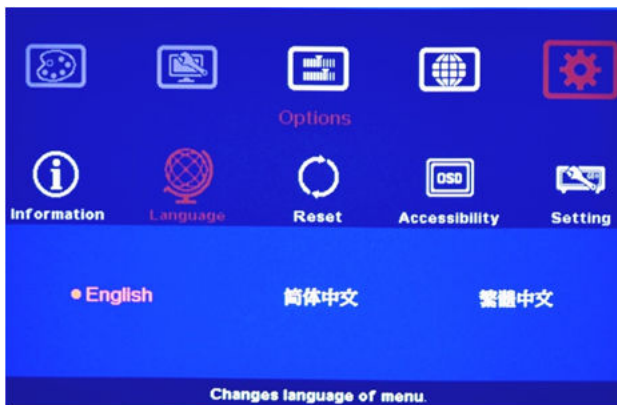 Options
Information Language Reset Accessibility Setting
OSD
English 简体中文 繁體中文
Changes language of menu.